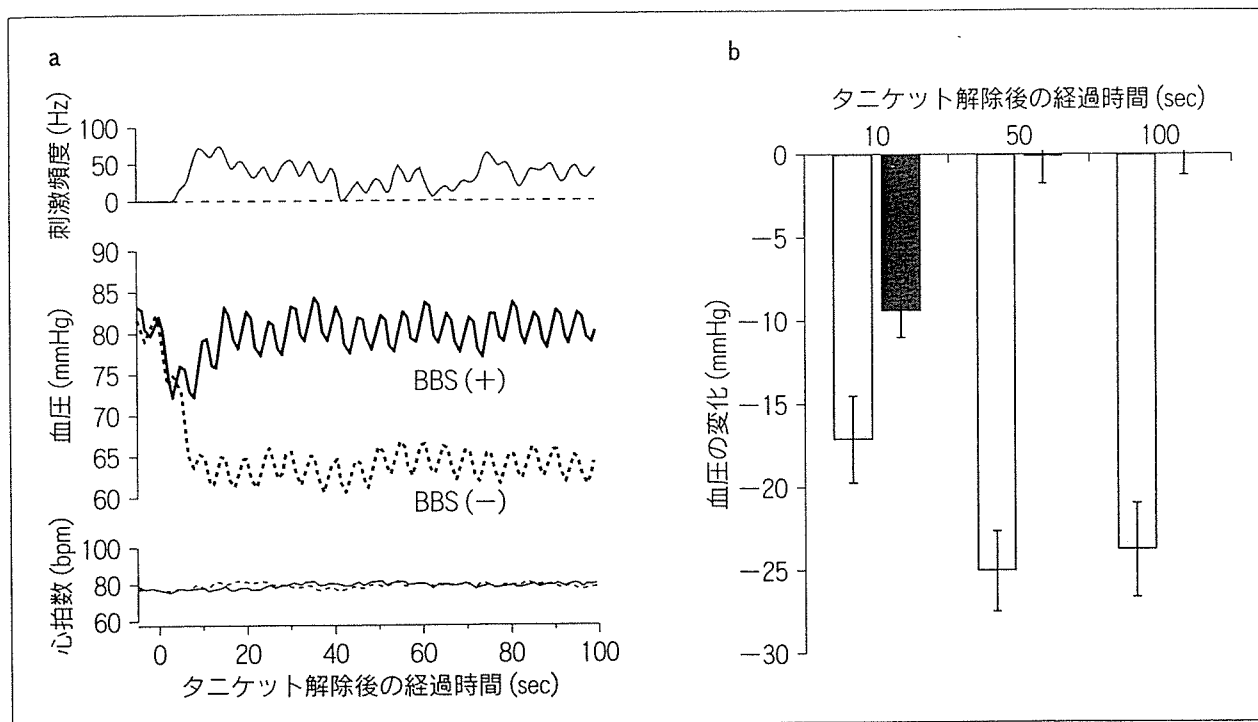 a
刺激頻度 (Hz)
100
50
0
血圧 (mmHg)
90
85
80
75
70
65
60
BBS (+)
BBS (−)
心拍数 (bpm)
100
80
60
0 20 40 60 80 100
タニケット解除後の経過時間 (sec)
b
タニケット解除後の経過時間 (sec)
10 50 100
血圧の変化 (mmHg)
0
−5
−10
−15
−20
−25
−30